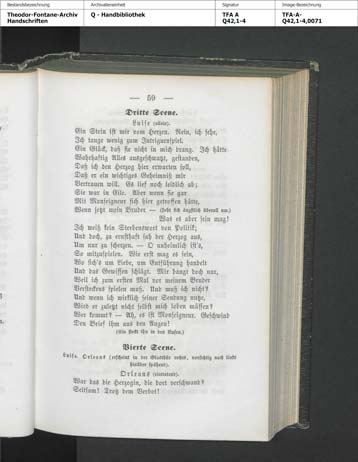 Bestandsbezeichnung
Archivalieneinheit
Signatur
Image-Bezeichnung
Theodor-Fontane-Archiv
Handschriften
Q - Handbibliothek
TFA A
Q42,1-4
TFA-A-
Q42,1-4,0071
— 59 —
Dritte Scene.
Luise (allein).
Ein Stein ist mir vom Herzen. Nein, ich sehe,
Ich tauge wenig zum Intriguenspiel.
Ein Glück, daß sie nicht in mich drang. Ich hätte
Wahrhaftig Alles ausgeschwatzt, gestanden,
Daß ich den Herzog hier erwarten soll,
Daß er ein wichtiges Geheimniß mir
Vertrauen will. Es lief noch leidlich ab;
Sie war in Eile. Aber wenn sie gar
Mit Monseigneur sich hier getroffen hätte,
Wenn jetzt mein Bruder — (sieht sich ängstlich überall um.)
Was es aber sein mag!
Ich weiß kein Sterbenswort von Politik;
Und doch, zu ernsthaft sah der Herzog aus,
Um nur zu scherzen. — O unheimlich ist's,
So mitzuspielen. Wie erst mag es sein,
Wo sich's um Liebe, um Entführung handelt
Und das Gewissen schlägt. Mir bangt doch nur,
Weil ich zum ersten Mal vor meinem Bruder
Versteckens spielen muß. Und muß ich nicht?
Und wenn ich wirklich seiner Sendung nutze,
Wird er zuletzt nicht selbst mich loben müssen?
Wer kommt? — Ah, es ist Monseigneur. Geschwind
Den Brief ihm aus den Augen!
(Sie steckt ihn in den Busen.)
Vierte Scene.
Luise. Orleans (erscheint in der Glasthür rechts, vorsichtig nach links
hinüber spähend).
Orleans (eintretend).
War das die Herzogin, die dort verschwand?
Seltsam! Trotz dem Verbot!